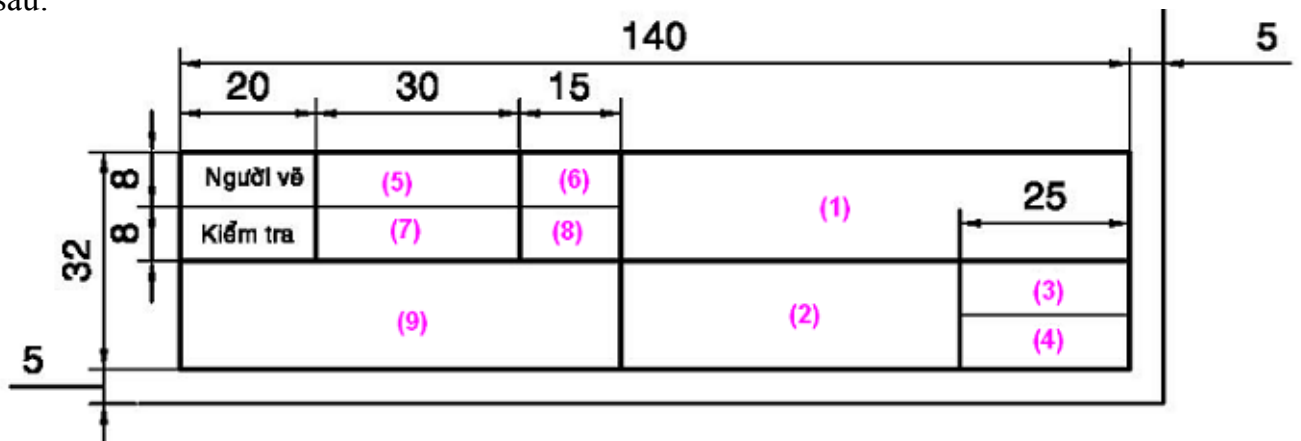 sau:
140 5
20 30 15
8 Người vẽ (5) (6) (1) 25
8 Kiểm tra (7) (8)
32
(9) (2) (3)
(4)
5